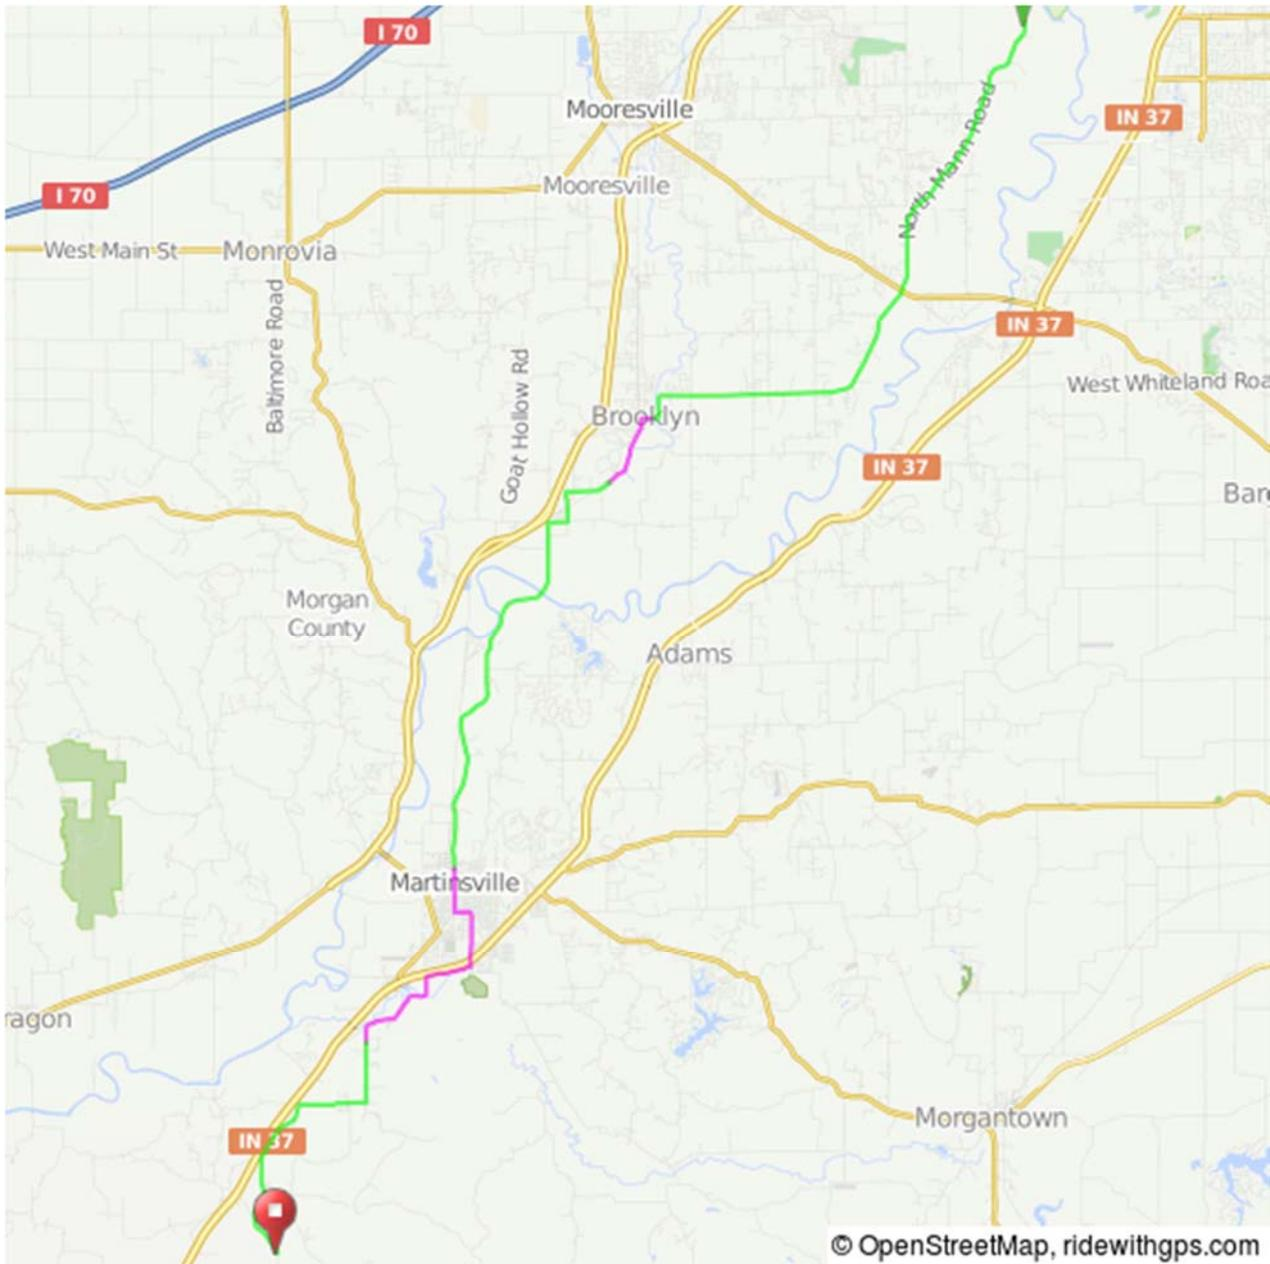 I 70
Mooresville
IN 37
North Mann Road
Mooresville
I 70
West Main St
Monrovia
Baltimore Road
IN 37
Goat Hollow Rd
West Whiteland Roa
Brooklyn
IN 37
Barg
Morgan
County
Adams
Martinsville
ragon
Morgantown
IN 37
© OpenStreetMap, ridewithgps.com